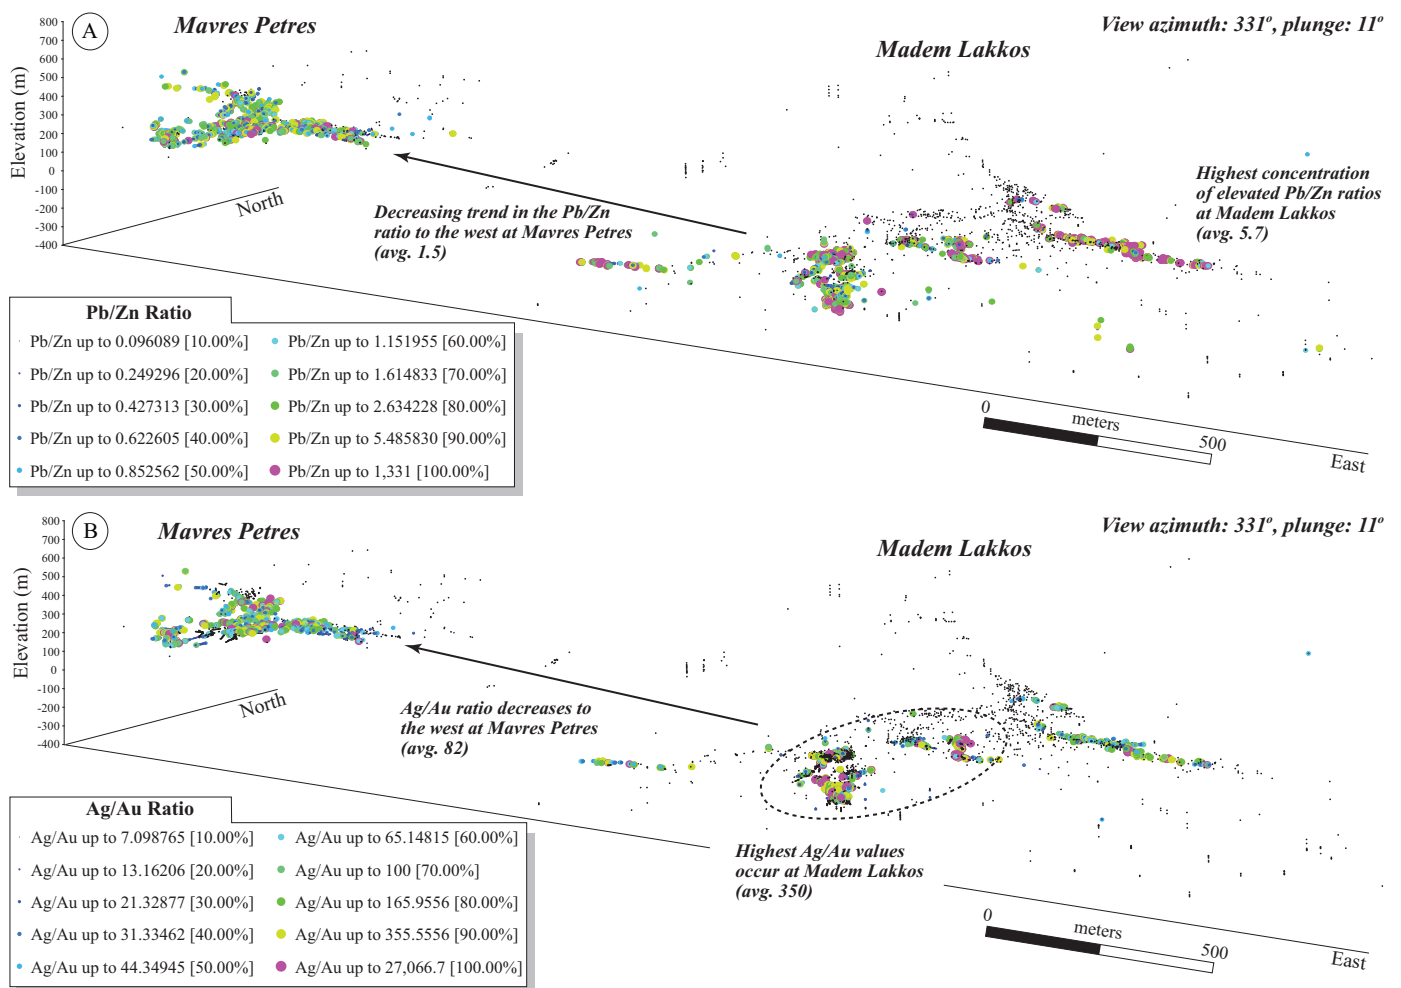 A
Mavres Petres
View azimuth: 331°, plunge: 11°
Madem Lakkos
Elevation (m)
800
700
600
500
400
300
200
100
0
-100
-200
-300
-400
North
Decreasing trend in the Pb/Zn
ratio to the west at Mavres Petres
(avg. 1.5)
Highest concentration
of elevated Pb/Zn ratios
at Madem Lakkos
(avg. 5.7)
Pb/Zn Ratio
Pb/Zn up to 0.096089 [10.00%]
Pb/Zn up to 0.249296 [20.00%]
Pb/Zn up to 0.427313 [30.00%]
Pb/Zn up to 0.622605 [40.00%]
Pb/Zn up to 0.852562 [50.00%]
Pb/Zn up to 1.151955 [60.00%]
Pb/Zn up to 1.614833 [70.00%]
Pb/Zn up to 2.634228 [80.00%]
Pb/Zn up to 5.485830 [90.00%]
Pb/Zn up to 1,331 [100.00%]
0
meters
500
East
B
Mavres Petres
View azimuth: 331°, plunge: 11°
Madem Lakkos
Elevation (m)
800
700
600
500
400
300
200
100
0
-100
-200
-300
-400
North
Ag/Au ratio decreases to
the west at Mavres Petres
(avg. 82)
Highest Ag/Au values
occur at Madem Lakkos
(avg. 350)
Ag/Au Ratio
Ag/Au up to 7.098765 [10.00%]
Ag/Au up to 13.16206 [20.00%]
Ag/Au up to 21.32877 [30.00%]
Ag/Au up to 31.33462 [40.00%]
Ag/Au up to 44.34945 [50.00%]
Ag/Au up to 65.14815 [60.00%]
Ag/Au up to 100 [70.00%]
Ag/Au up to 165.9556 [80.00%]
Ag/Au up to 355.5556 [90.00%]
Ag/Au up to 27,066.7 [100.00%]
0
meters
500
East